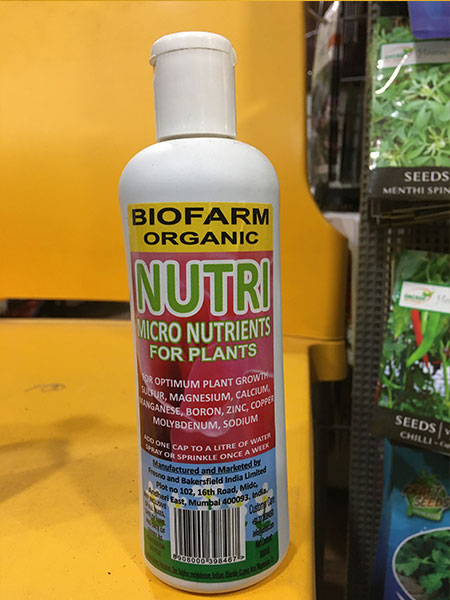 BIOFARM
ORGANIC
NUTRI
MICRO NUTRIENTS
FOR PLANTS
FOR OPTIMUM PLANT GROWTH
SULFUR, MAGNESIUM, CALCIUM,
MANGANESE, BORON, ZINC, COPPER
MOLYBDENUM, SODIUM
ADD ONE CAP TO A LITRE OF WATER
SPRAY OR SPRINKLE ONCE A WEEK
Manufactured and Marketed by
Fresno and Bakersfield India Limited
Plot no 102, 16th Road, Midc,
Andheri East, Mumbai 400093. India.
8908000398467
SEEDS
MENTHI SPIN
SEEDS
CHILLI